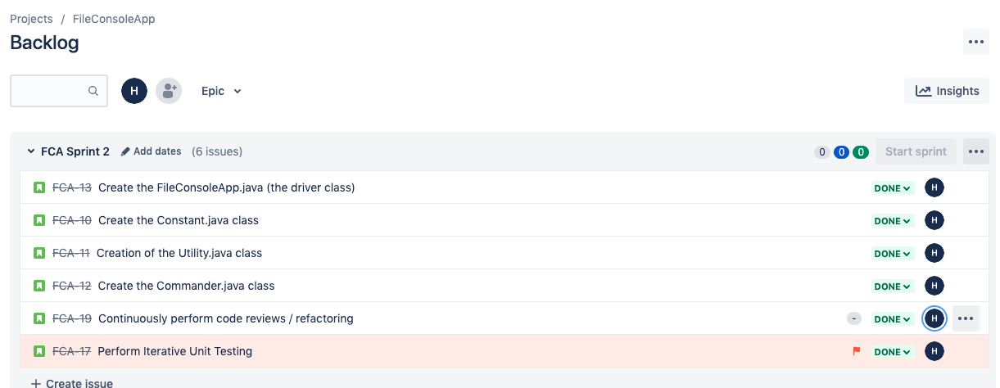 Projects / FileConsoleApp
Backlog
H Epic Insights
FCA Sprint 2 Add dates (6 issues) 0 0 0 Start sprint
FCA-13 Create the FileConsoleApp.java (the driver class) DONE H
FCA-10 Create the Constant.java class DONE H
FCA-11 Creation of the Utility.java class DONE H
FCA-12 Create the Commander.java class DONE H
FCA-19 Continuously perform code reviews / refactoring - DONE H
FCA-17 Perform Iterative Unit Testing DONE H
+ Create issue